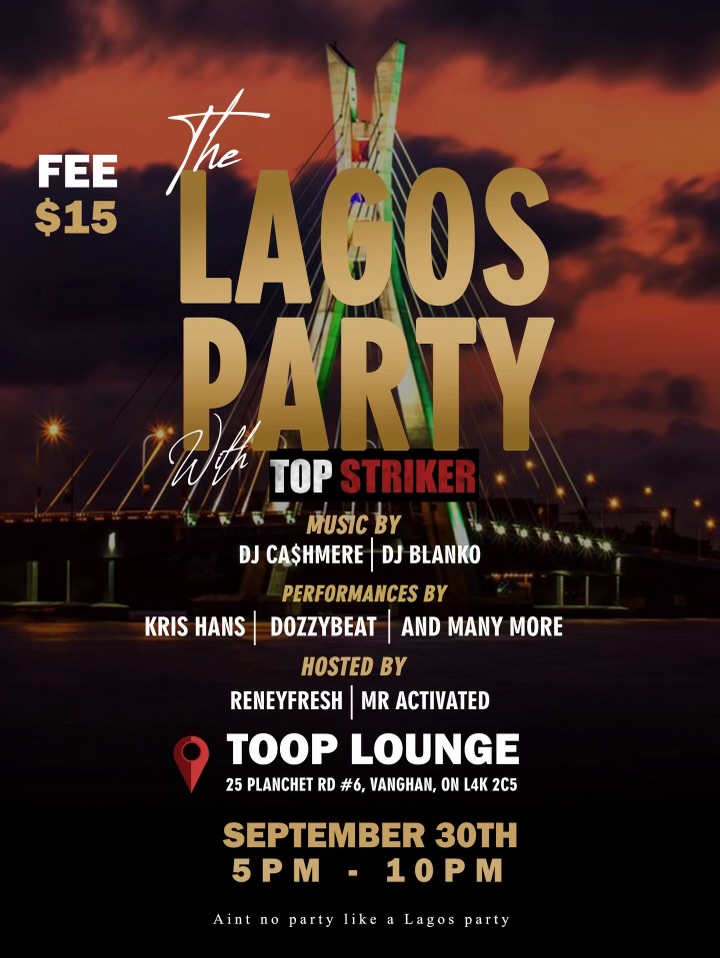 The
FEE
$15
LAGOS
PARTY
With
TOP STRIKER
MUSIC BY
DJ CA$HMERE | DJ BLANKO
PERFORMANCES BY
KRIS HANS | DOZZYBEAT | AND MANY MORE
HOSTED BY
RENEYFRESH | MR ACTIVATED
TOOP LOUNGE
25 PLANCHET RD #6, VANGHAN, ON L4K 2C5
SEPTEMBER 30TH
5PM - 10PM
Aint no party like a Lagos party